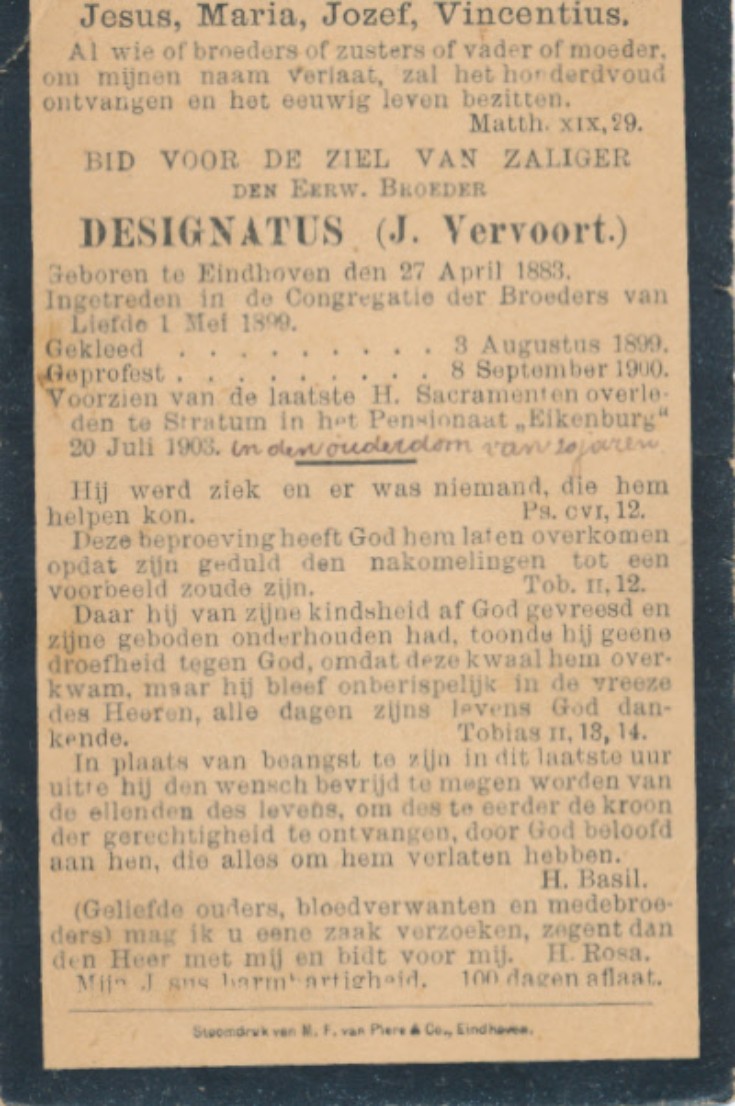 Jesus, Maria, Jozef, Vincentius.
Al wie of broeders of zusters of vader of moeder,
om mijnen naam verlaat, zal het honderdvoud
ontvangen en het eeuwig leven bezitten.
Matth. XIX, 29.
BID VOOR DE ZIEL VAN ZALIGER
DEN EERW. BROEDER
DESIGNATUS (J. Vervoort.)
Geboren te Eindhoven den 27 April 1883.
Ingetreden in de Congregatie der Broeders van
Liefde 1 Mei 1899.
Gekleed . . . . . . . . . . 3 Augustus 1899.
Geprofest . . . . . . . . . 8 September 1900.
Voorzien van de laatste H. Sacramenten overle-
den te Stratum in het Pensionaat „Eikenburg"
20 Juli 1903. in den ouderdom van 20 jaren
Hij werd ziek en er was niemand, die hem
helpen kon. Ps. CVI, 12.
Deze beproeving heeft God hem laten overkomen
opdat zijn geduld den nakomelingen tot een
voorbeeld zoude zijn. Tob. II, 12.
Daar hij van zijne kindsheid af God gevreesd en
zijne geboden onderhouden had, toonde hij geene
droefheid tegen God, omdat deze kwaal hem over-
kwam, maar hij bleef onberispelijk in de vreeze
des Heeren, alle dagen zijns levens God dan-
kende. Tobias II, 13, 14.
In plaats van beangst te zijn in dit laatste uur
uitte hij den wensch bevrijd te mogen worden van
de ellenden des levens, om des te eerder de kroon
der gerechtigheid te ontvangen, door God beloofd
aan hen, die alles om hem verlaten hebben.
H. Basil.
(Geliefde ouders, bloedverwanten en medebroe-
ders) mag ik u eene zaak verzoeken, zegent dan
den Heer met mij en bidt voor mij. H. Rosa.
Mijn Jesus barmhartigheid. 100 dagen aflaat.
Stoomdruk van M. F. van Piere & Co., Eindhoven.